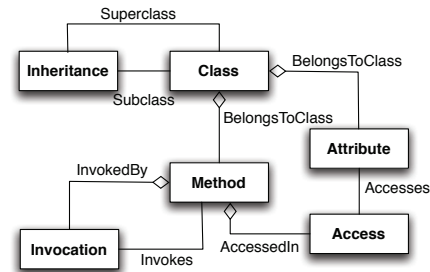 Superclass
Inheritance
Class
BelongsToClass
Subclass
BelongsToClass
Attribute
InvokedBy
Method
Accesses
Invocation
Invokes
AccessedIn
Access